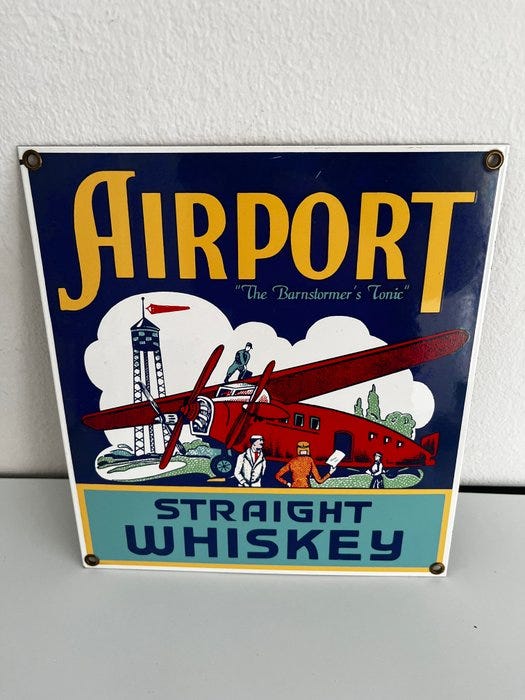 AIRPORT
"The Barnstormer's Tonic"
STRAIGHT
WHISKEY